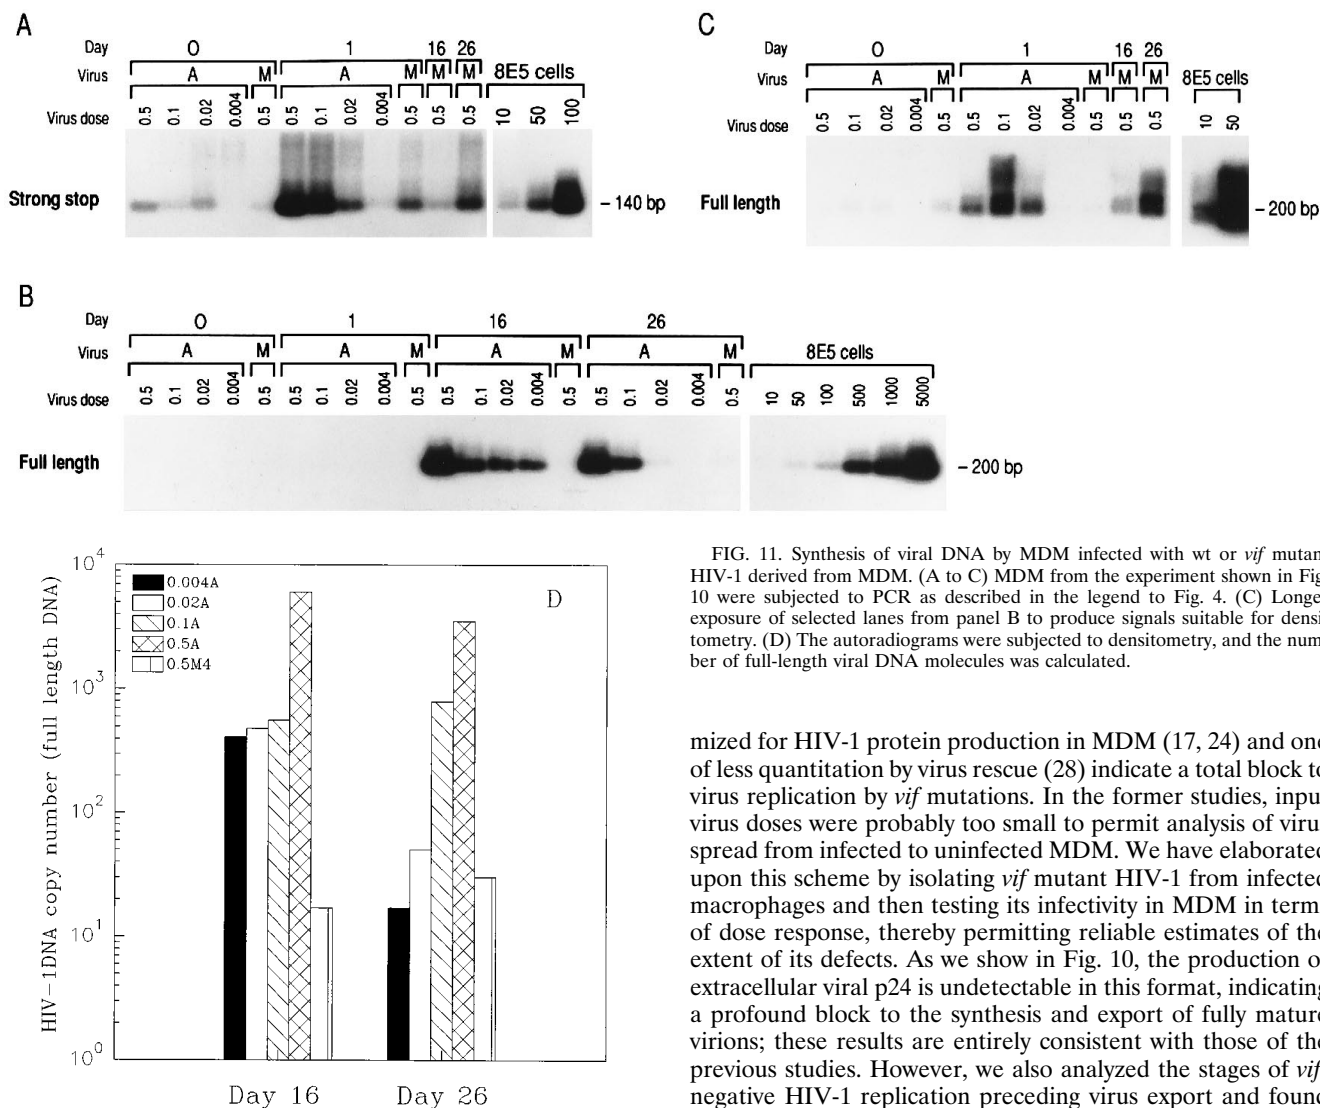 A
Day 0 1 16 26
Virus A M A M M M 8E5 cells
Virus dose 0.5 0.1 0.02 0.004 0.5 0.5 0.1 0.02 0.004 0.5 0.5 0.5 10 50 100
Strong stop – 140 bp
C
Day 0 1 16 26
Virus A M A M M M 8E5 cells
Virus dose 0.5 0.1 0.02 0.004 0.5 0.5 0.1 0.02 0.004 0.5 0.5 0.5 10 50
Full length – 200 bp
B
Day 0 1 16 26
Virus A M A M A M A M 8E5 cells
Virus dose 0.5 0.1 0.02 0.004 0.5 0.5 0.1 0.02 0.004 0.5 0.5 0.1 0.02 0.004 0.5 0.5 0.1 0.02 0.004 0.5 10 50 100 500 1000 5000
Full length – 200 bp
HIV–1DNA copy number (full length DNA)
10^4
10^3
10^2
10^1
10^0
0.004A
0.02A
0.1A
0.5A
0.5M4
D
Day 16 Day 26
FIG. 11. Synthesis of viral DNA by MDM infected with wt or vif mutan
HIV-1 derived from MDM. (A to C) MDM from the experiment shown in Fig
10 were subjected to PCR as described in the legend to Fig. 4. (C) Longe
exposure of selected lanes from panel B to produce signals suitable for densi
tometry. (D) The autoradiograms were subjected to densitometry, and the num
ber of full-length viral DNA molecules was calculated.
mized for HIV-1 protein production in MDM (17, 24) and one
of less quantitation by virus rescue (28) indicate a total block to
virus replication by vif mutations. In the former studies, inpu
virus doses were probably too small to permit analysis of viru
spread from infected to uninfected MDM. We have elaborated
upon this scheme by isolating vif mutant HIV-1 from infected
macrophages and then testing its infectivity in MDM in term
of dose response, thereby permitting reliable estimates of the
extent of its defects. As we show in Fig. 10, the production o
extracellular viral p24 is undetectable in this format, indicating
a profound block to the synthesis and export of fully mature
virions; these results are entirely consistent with those of the
previous studies. However, we also analyzed the stages of vif
negative HIV-1 replication preceding virus export and found